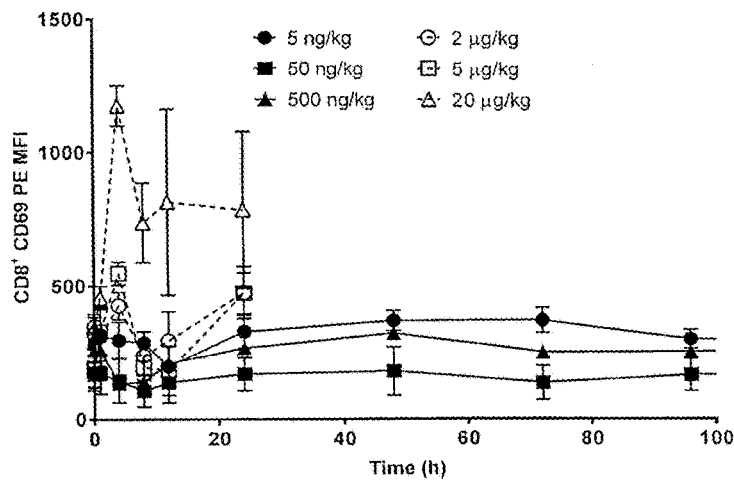 1500
5 ng/kg 2 µg/kg
50 ng/kg 5 µg/kg
500 ng/kg 20 µg/kg
1000
CD8⁺ CD69 PE MFI
500
0
0 20 40 60 80 100
Time (h)